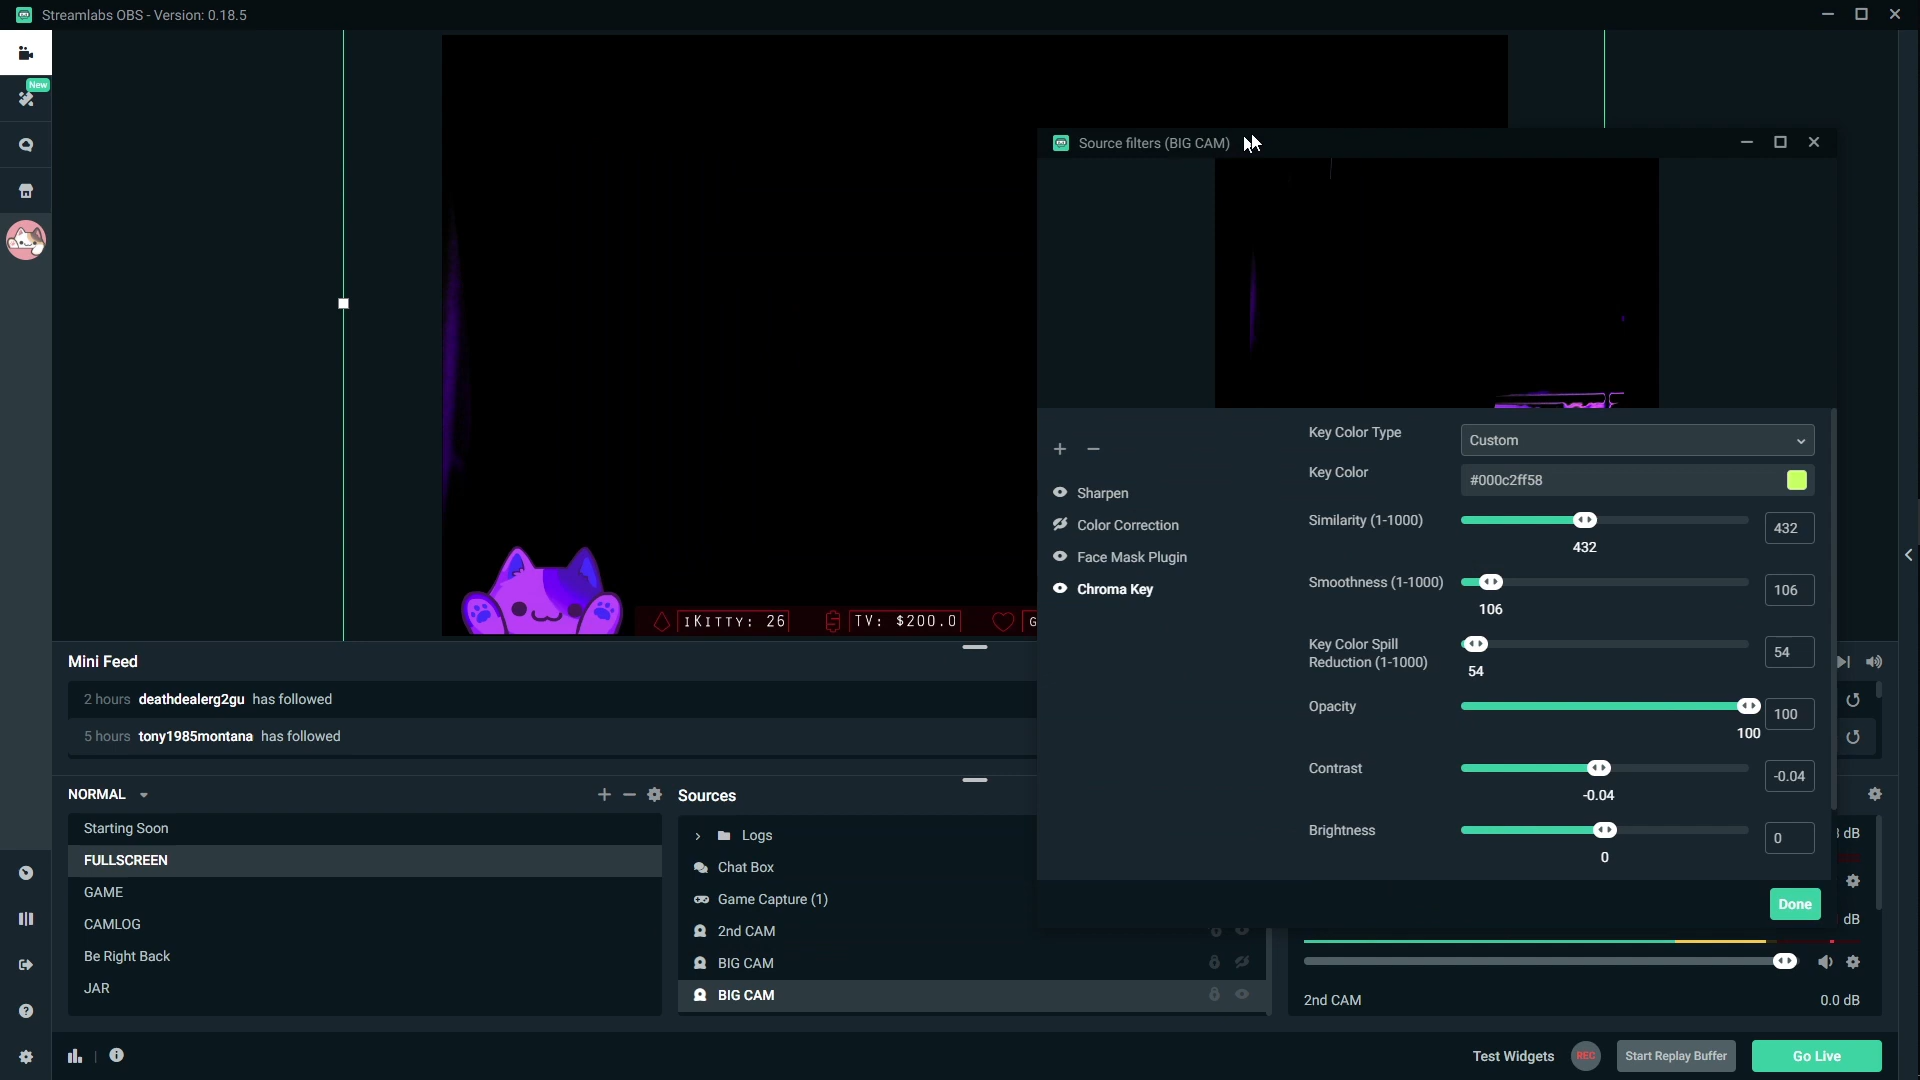 Streamlabs OBS - Version: 0.18.5
New
Source filters (BIG CAM)
Key Color Type
Custom
Key Color
#000c2ff58
Sharpen
Color Correction
Face Mask Plugin
Chroma Key
Similarity (1-1000)
432
432
Smoothness (1-1000)
106
106
Key Color Spill
Reduction (1-1000)
54
54
Opacity
100
100
Contrast
-0.04
-0.04
Brightness
0
0
Done
IKITTY: 26
TV: $200.0
G
Mini Feed
2 hours deathdealerg2gu has followed
5 hours tony1985montana has followed
NORMAL
Starting Soon
FULLSCREEN
GAME
CAMLOG
Be Right Back
JAR
Sources
Logs
Chat Box
Game Capture (1)
2nd CAM
BIG CAM
BIG CAM
dB
dB
2nd CAM
0.0 dB
Test Widgets
REC
Start Replay Buffer
Go Live